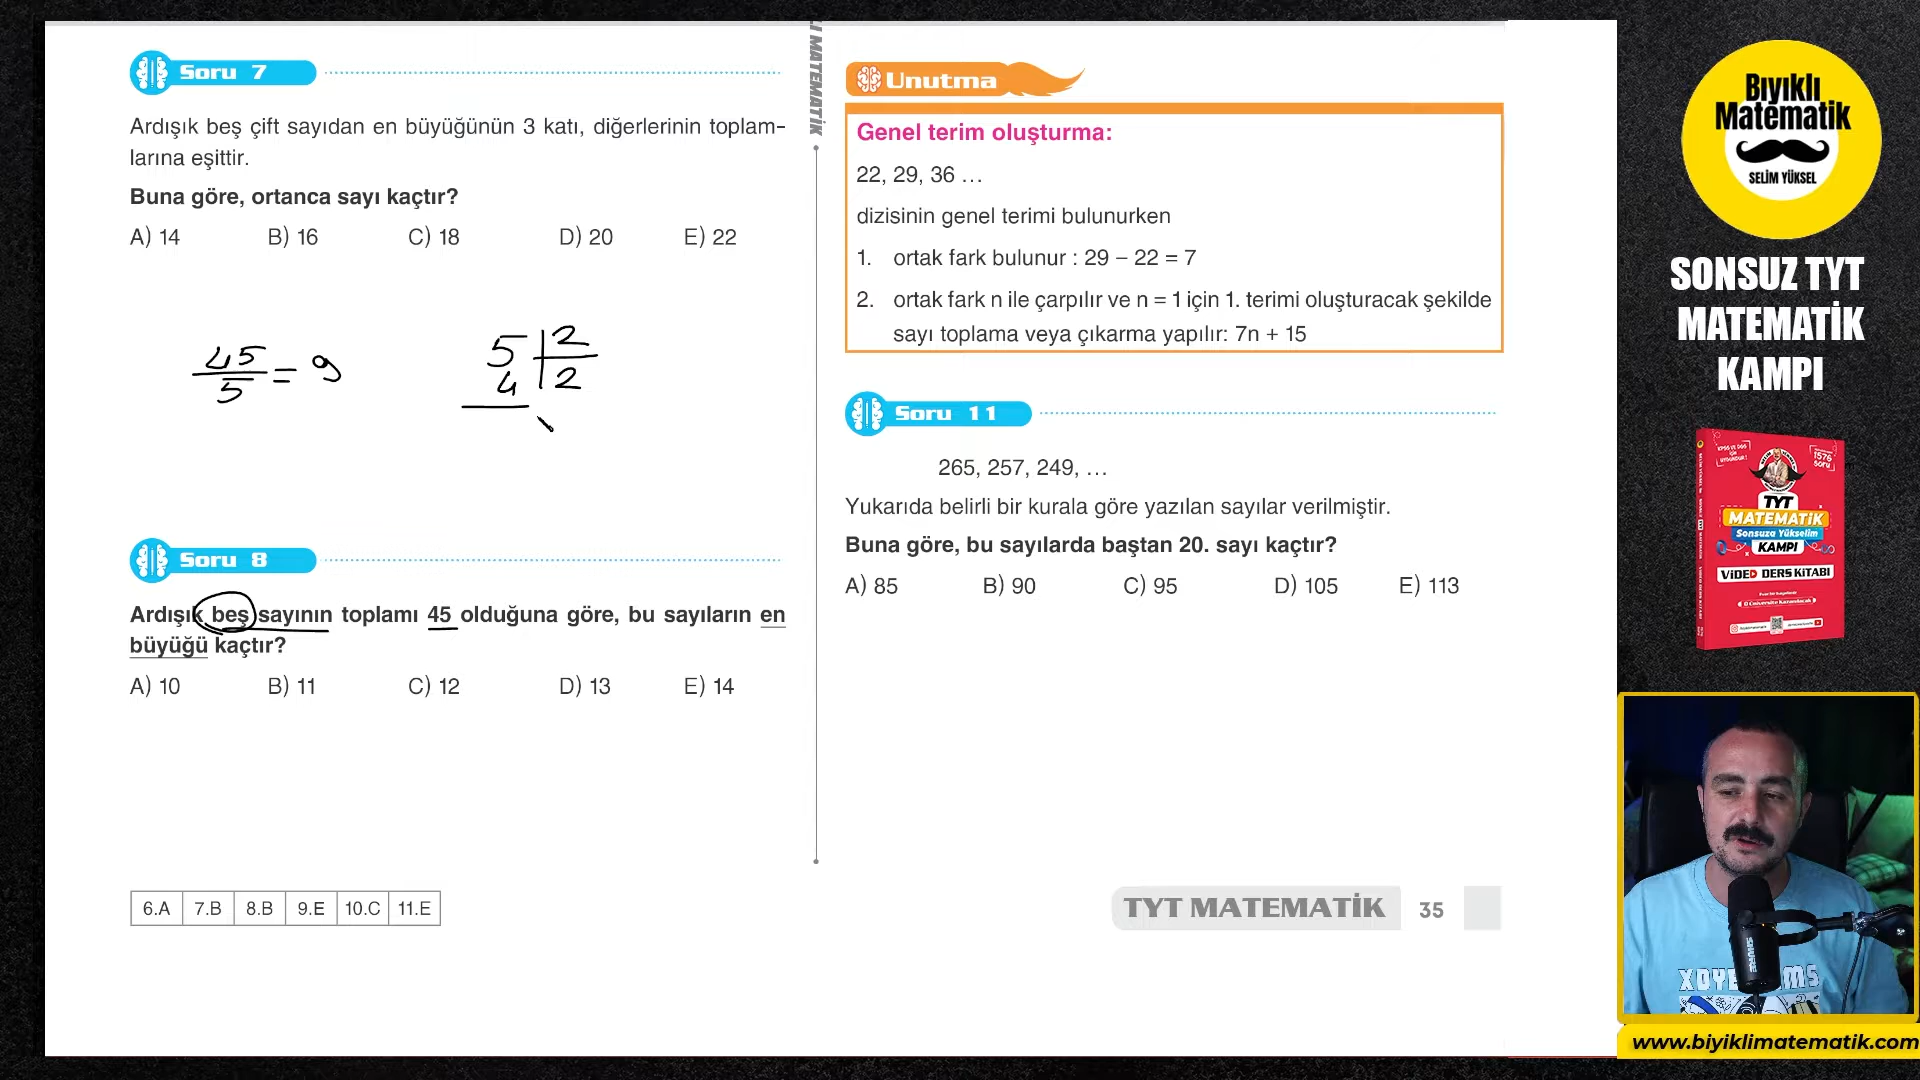 Soru 7
Ardışık beş çift sayıdan en büyüğünün 3 katı, diğerlerinin toplam-
larına eşittir.
Buna göre, ortanca sayı kaçtır?
A) 14 B) 16 C) 18 D) 20 E) 22
45
5
= 9
5 2
4 2
Soru 8
Ardışık beş sayının toplamı 45 olduğuna göre, bu sayıların en
büyüğü kaçtır?
A) 10 B) 11 C) 12 D) 13 E) 14
6.A 7.B 8.B 9.E 10.C 11.E
LI MATEMATİK
Unutma
Genel terim oluşturma:
22, 29, 36 ...
dizisinin genel terimi bulunurken
1. ortak fark bulunur : 29 – 22 = 7
2. ortak fark n ile çarpılır ve n = 1 için 1. terimi oluşturacak şekilde
sayı toplama veya çıkarma yapılır: 7n + 15
Soru 11
265, 257, 249, ...
Yukarıda belirli bir kurala göre yazılan sayılar verilmiştir.
Buna göre, bu sayılarda baştan 20. sayı kaçtır?
A) 85 B) 90 C) 95 D) 105 E) 113
TYT MATEMATİK 35
Bıyıklı
Matematik
SELİM YÜKSEL
SONSUZ TYT
MATEMATİK
KAMPI
1576
soru
TYT
MATEMATİK
Sonsuza Yükselim
KAMPI
VİDEO DERS KİTABI
www.biyiklimatematik.com